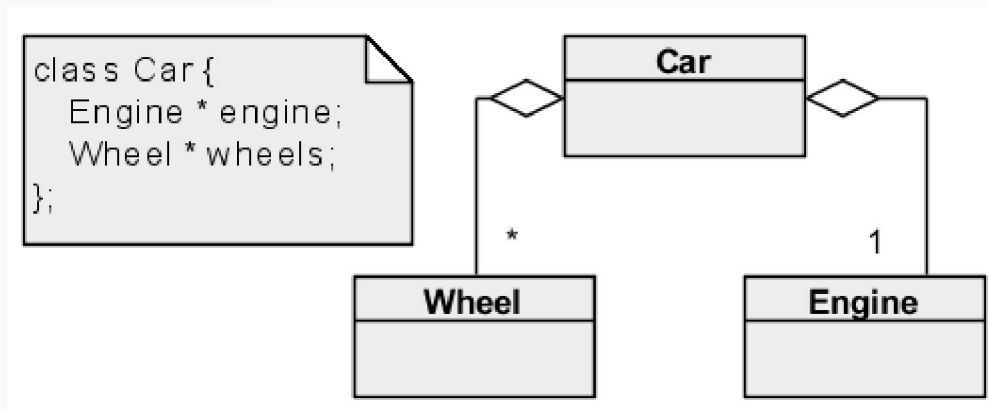 class Car {
Engine * engine;
Wheel * wheels;
};
Car
*
1
Wheel
Engine